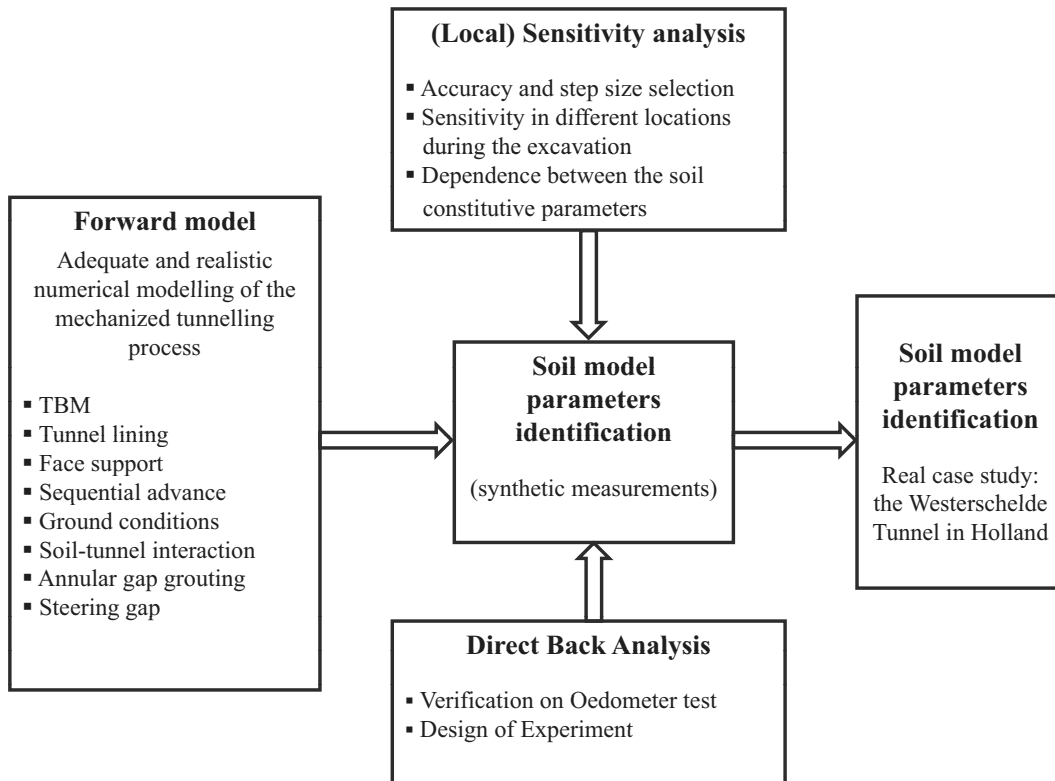 (Local) Sensitivity analysis
▪ Accuracy and step size selection
▪ Sensitivity in different locations
during the excavation
▪ Dependence between the soil
constitutive parameters
Forward model
Adequate and realistic
numerical modelling of the
mechanized tunnelling
process
▪ TBM
▪ Tunnel lining
▪ Face support
▪ Sequential advance
▪ Ground conditions
▪ Soil-tunnel interaction
▪ Annular gap grouting
▪ Steering gap
Soil model
parameters
identification
(synthetic measurements)
Soil model
parameters
identification
Real case study:
the Westerschelde
Tunnel in Holland
Direct Back Analysis
▪ Verification on Oedometer test
▪ Design of Experiment